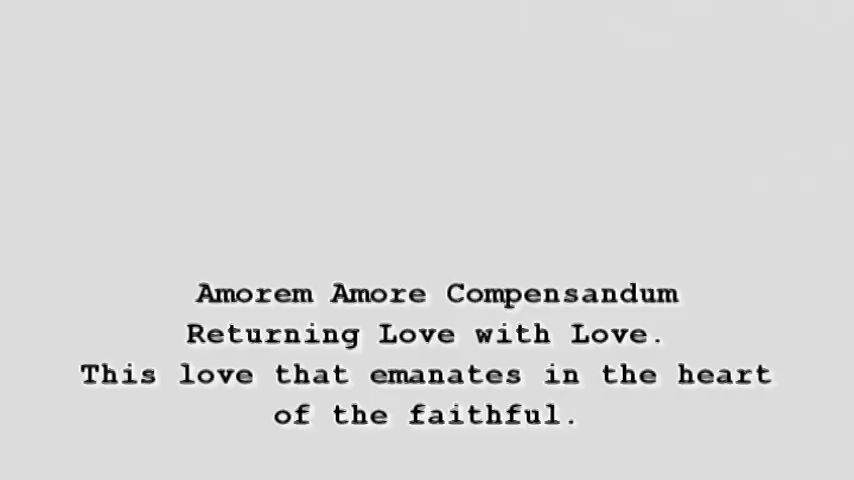 Amorem Amore Compensandum
Returning Love with Love.
This love that emanates in the heart
of the faithful.